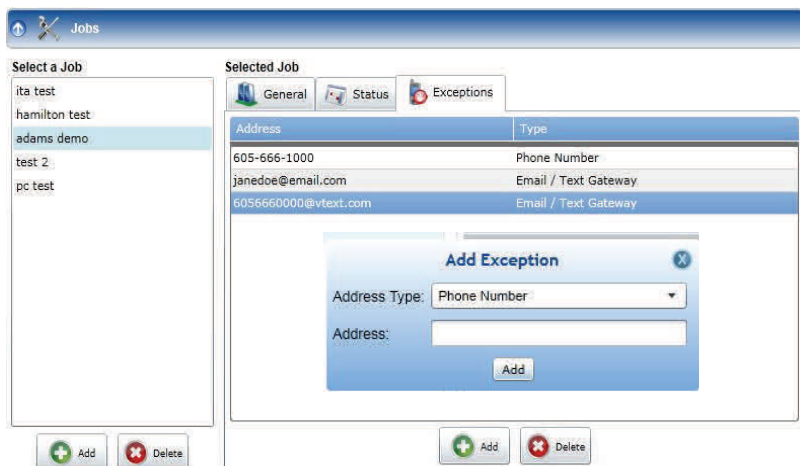 Jobs
Select a Job
ita test
hamilton test
adams demo
test 2
pc test
Add
Delete
Selected Job
General
Status
Exceptions
Address Type
605-666-1000 Phone Number
janedoe@email.com Email / Text Gateway
6056660000@vtext.com Email / Text Gateway
Add Exception
X
Address Type: Phone Number
Address:
Add
Add
Delete